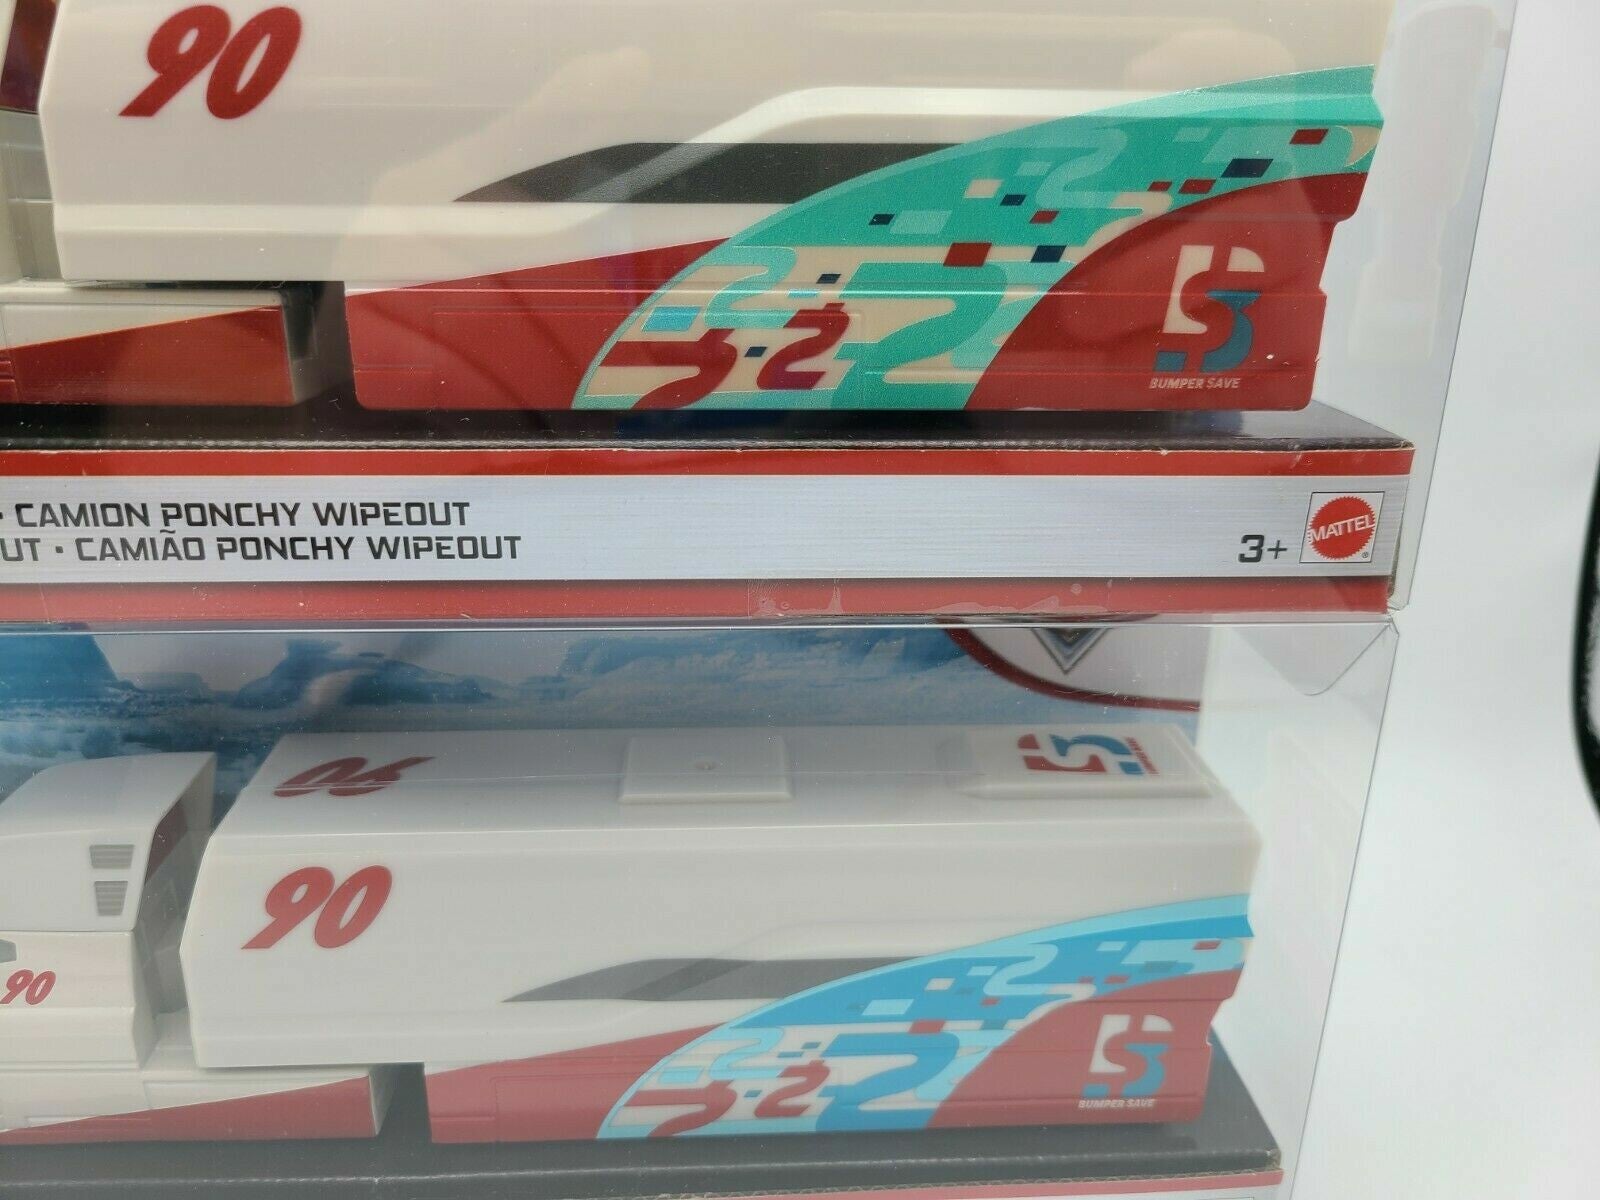 90
BUMPER SAVE
• CAMION PONCHY WIPEOUT
UT • CAMIÃO PONCHY WIPEOUT
3+
MATTEL
®
90
90
90
BUMPER SAVE